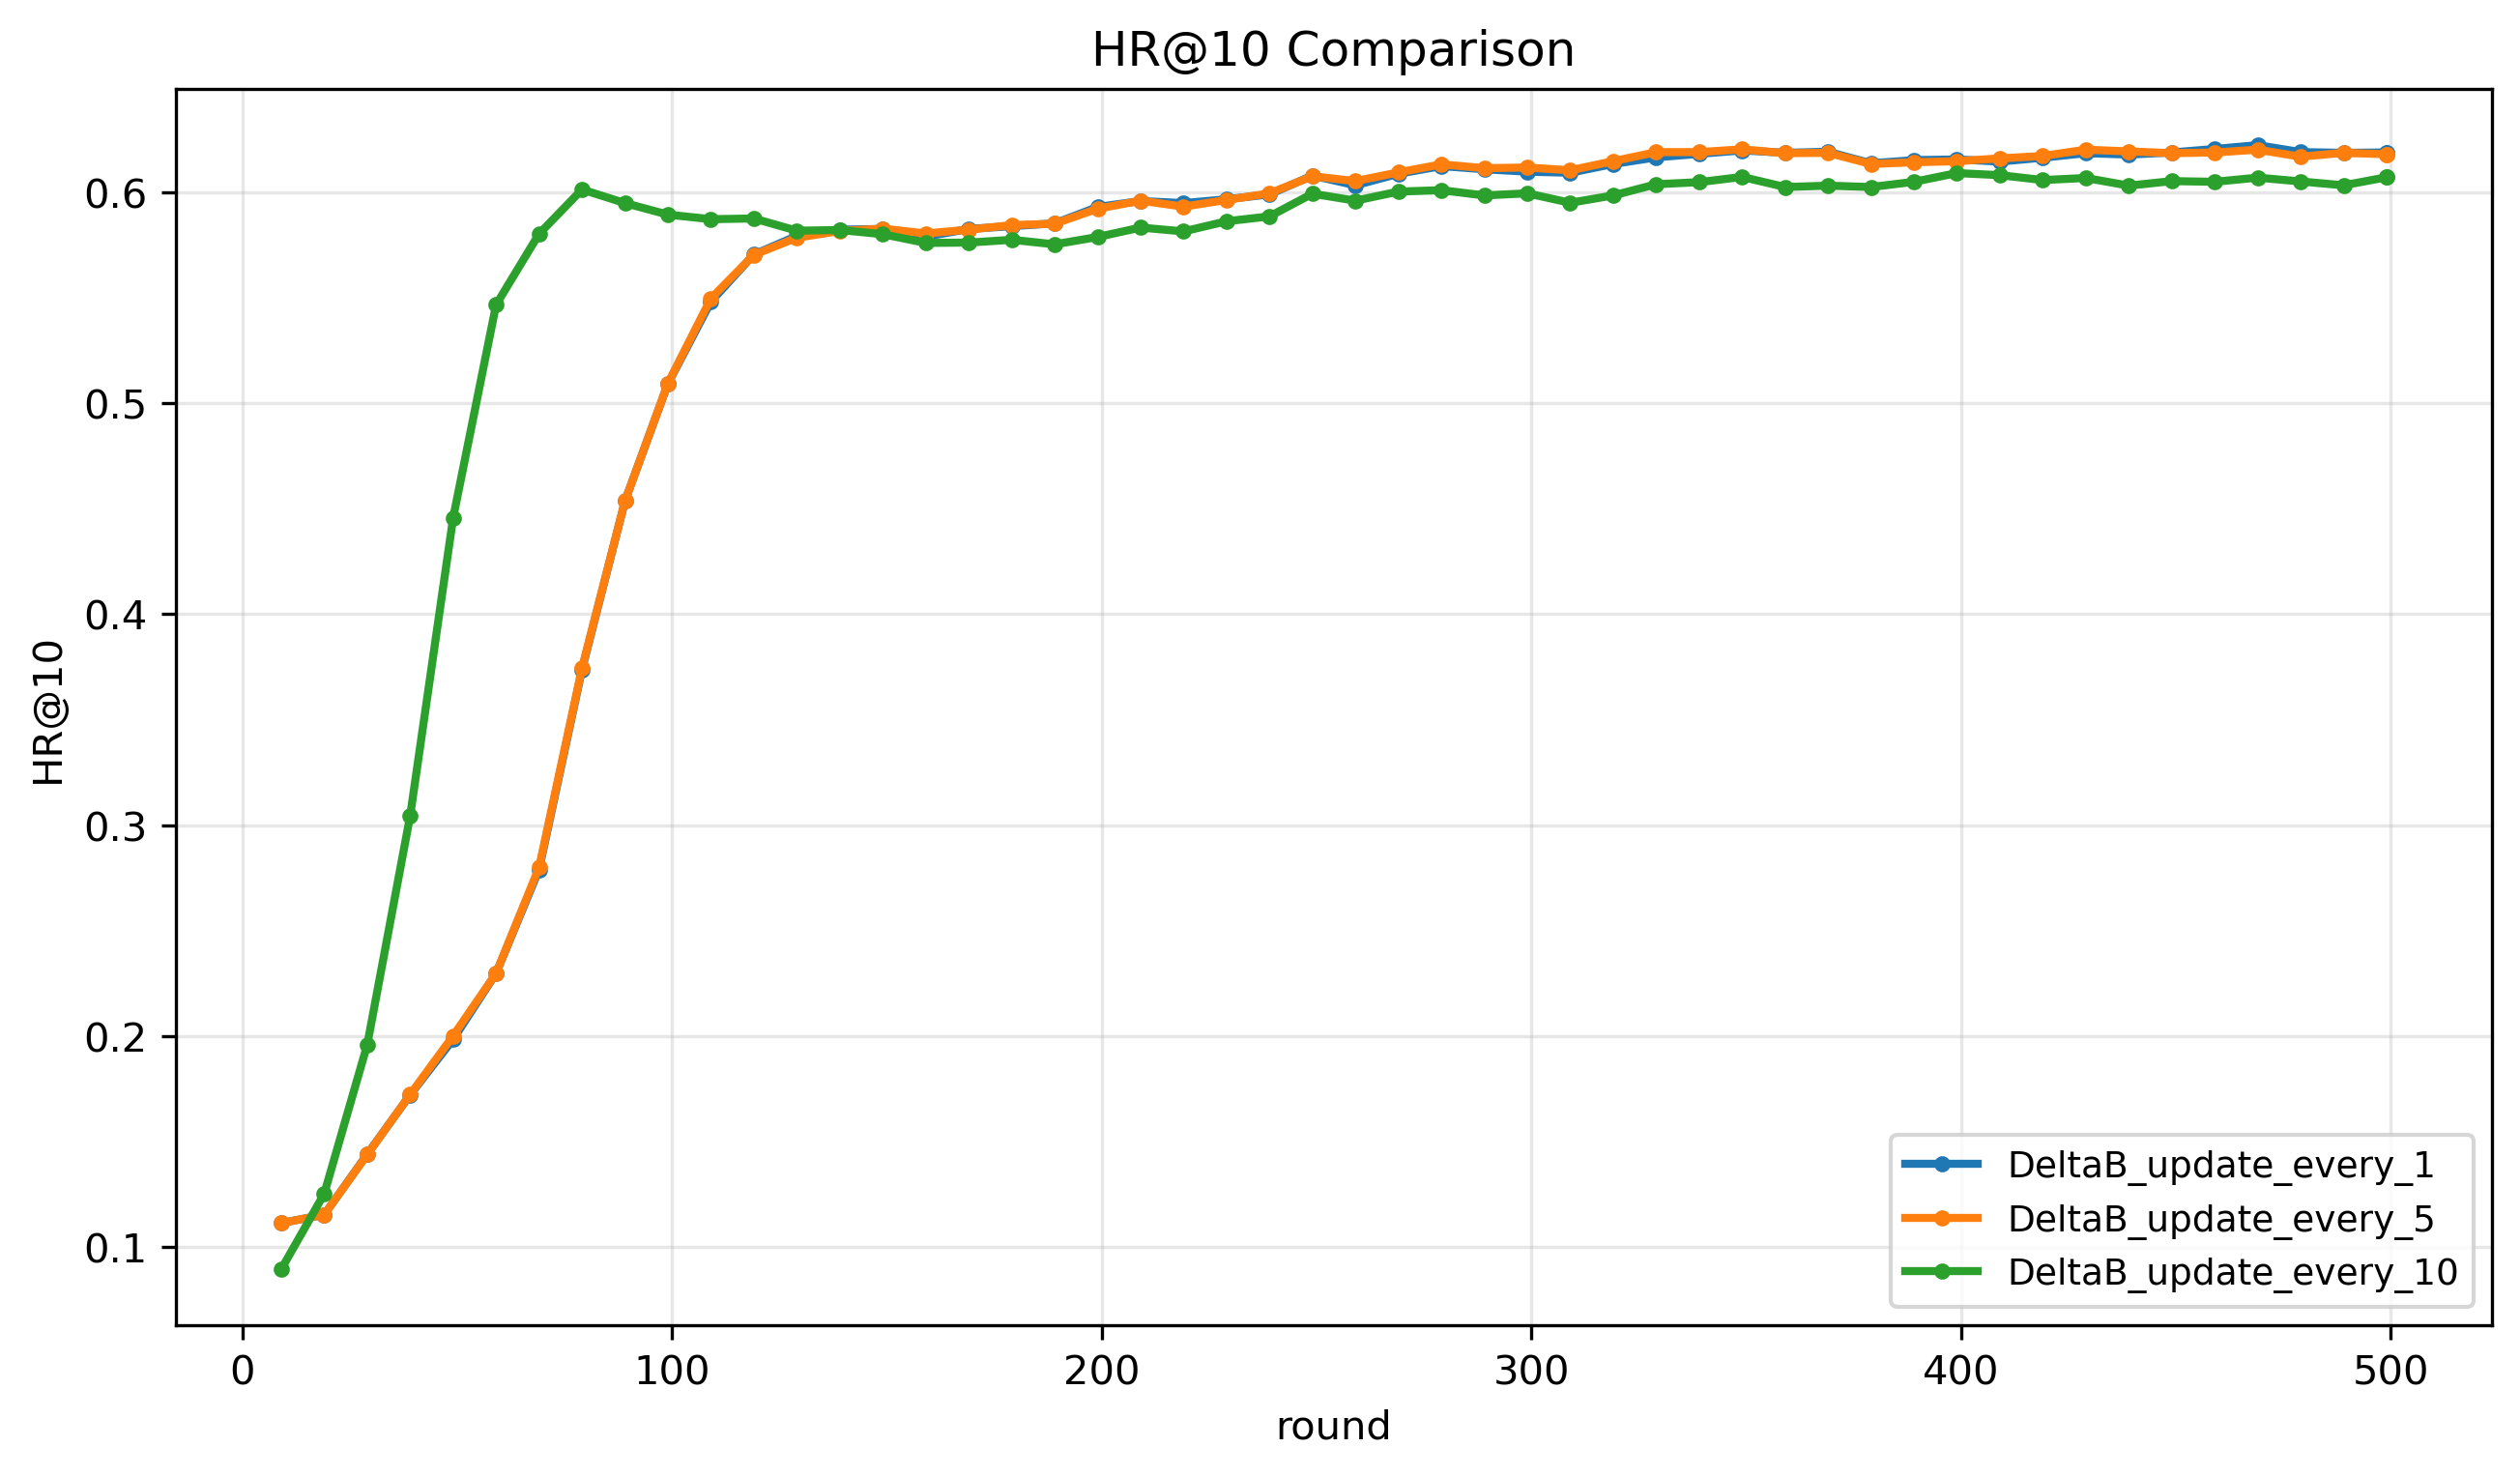 HR@10 Comparison
HR@10
0.6
0.5
0.4
0.3
0.2
0.1
0 100 200 300 400 500
round
DeltaB_update_every_1
DeltaB_update_every_5
DeltaB_update_every_10